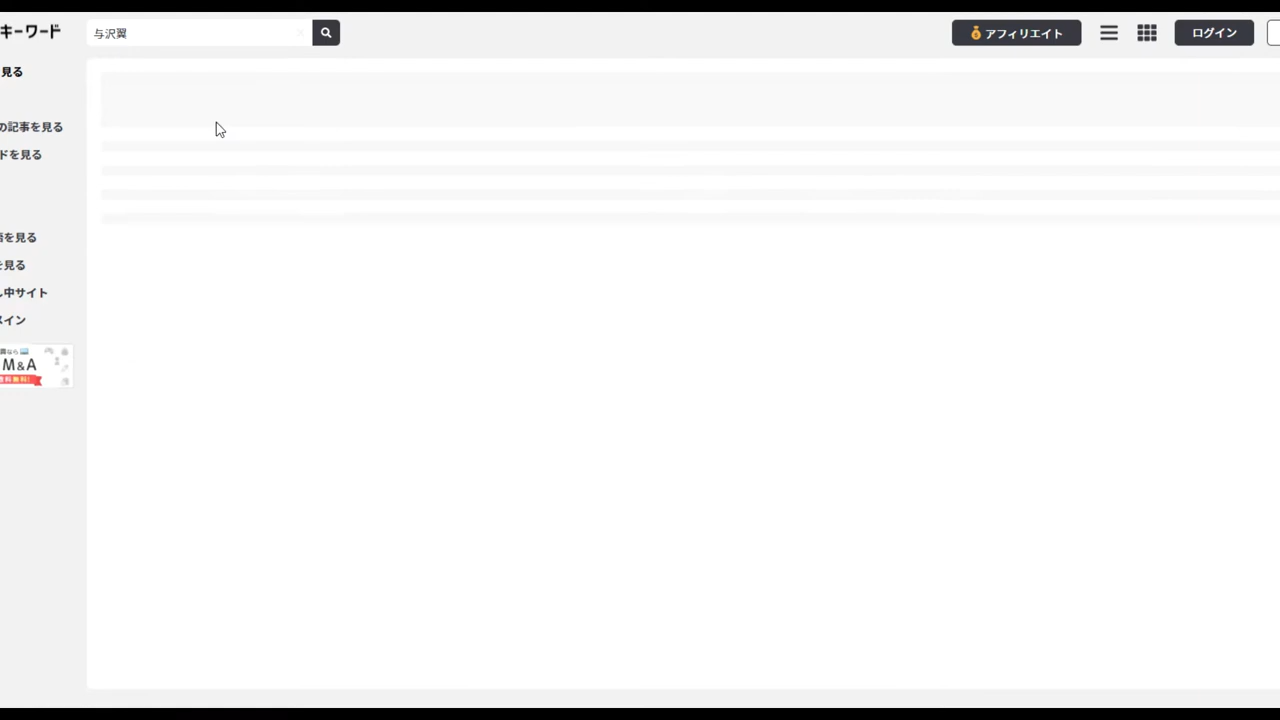 キーワード
与沢翼
アフィリエイト
ログイン
見る
の記事を見る
ドを見る
を見る
を見る
中サイト
メイン
M&A